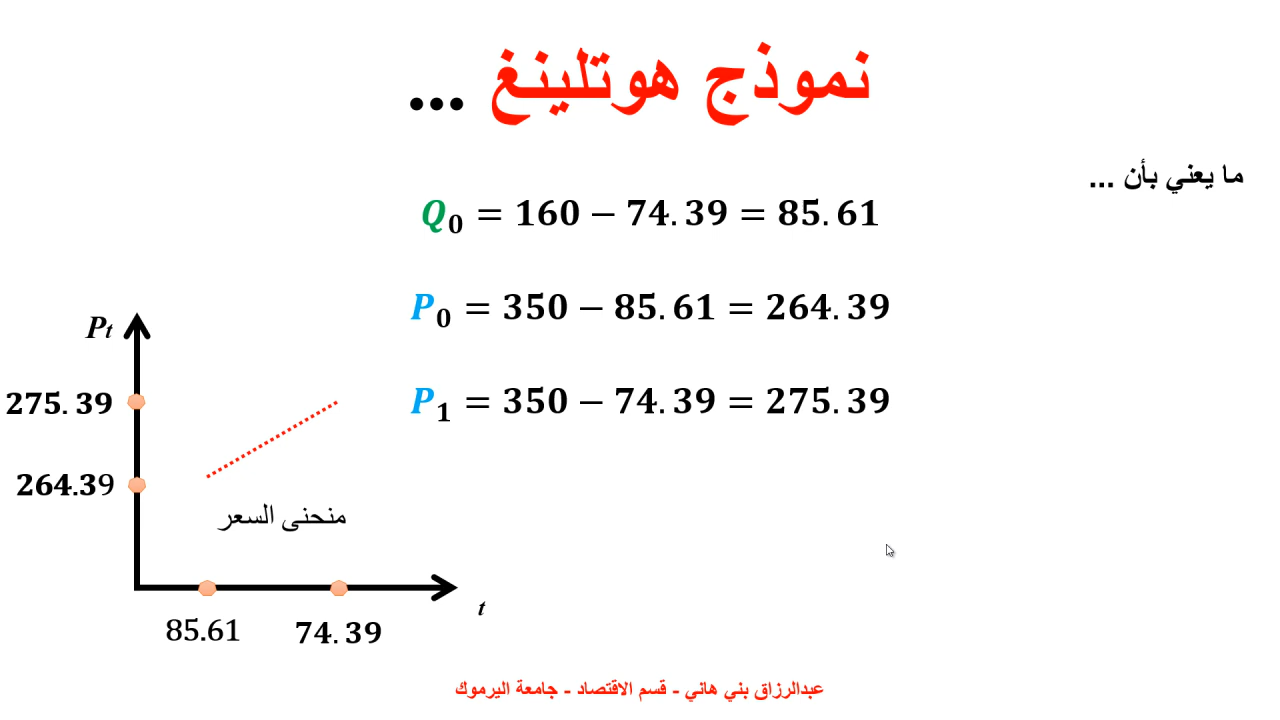 نموذج هوتلينغ ...
ما يعني بأن ...
Q₀ = 160 − 74.39 = 85.61
P₀ = 350 − 85.61 = 264.39
P₁ = 350 − 74.39 = 275.39
Pt
275.39
264.39
منحنى السعر
85.61
74.39
t
عبدالرزاق بني هاني - قسم الاقتصاد - جامعة اليرموك